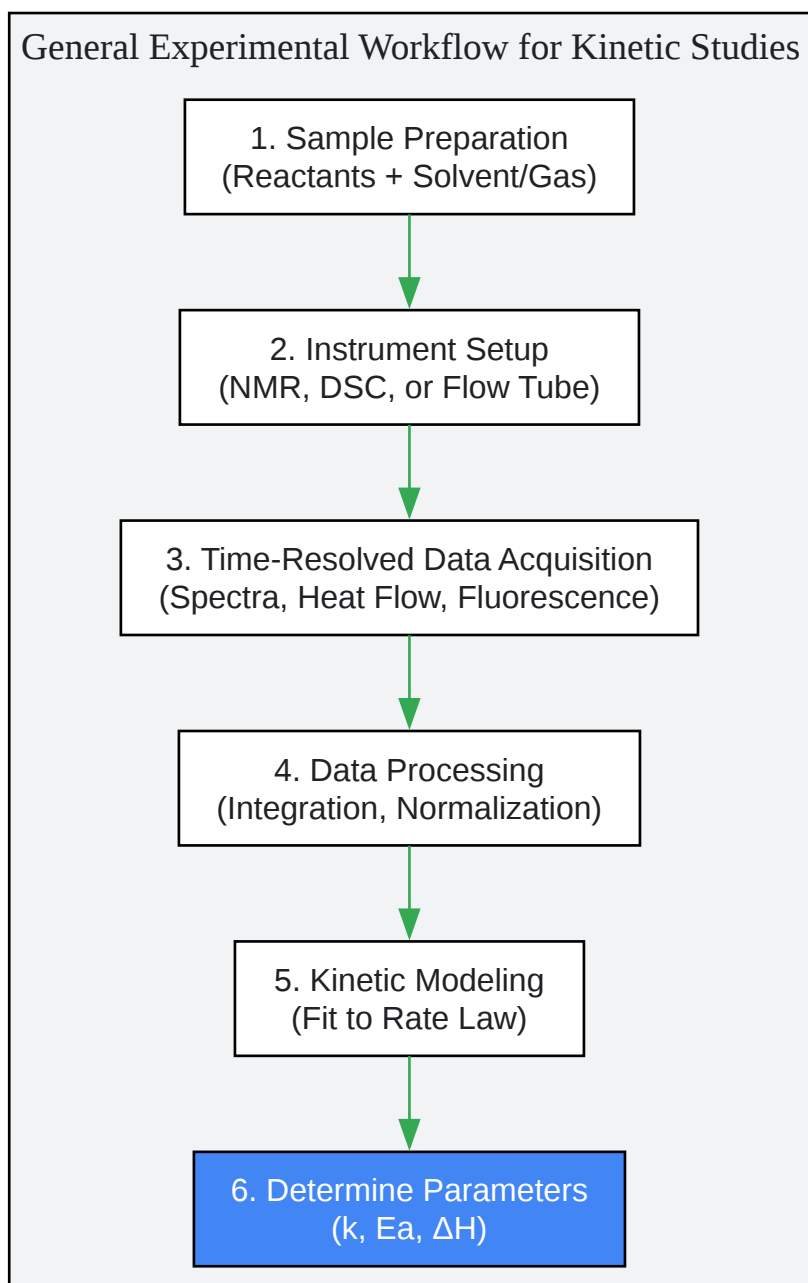 General Experimental Workflow for Kinetic Studies
1. Sample Preparation
(Reactants + Solvent/Gas)
2. Instrument Setup
(NMR, DSC, or Flow Tube)
3. Time-Resolved Data Acquisition
(Spectra, Heat Flow, Fluorescence)
4. Data Processing
(Integration, Normalization)
5. Kinetic Modeling
(Fit to Rate Law)
6. Determine Parameters
(k, Ea, ΔH)